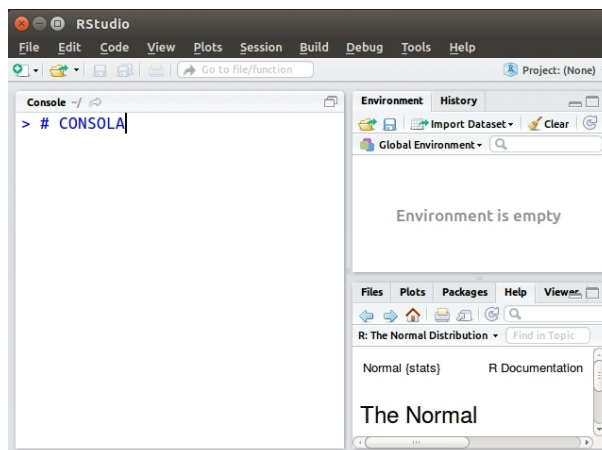 RStudio
File Edit Code View Plots Session Build Debug Tools Help
Go to file/function
R Project: (None)
Console ~/
> # CONSOLA
Environment History
Import Dataset Clear
Global Environment
Environment is empty
Files Plots Packages Help Viewer
R: The Normal Distribution Find in Topic
Normal {stats} R Documentation
The Normal